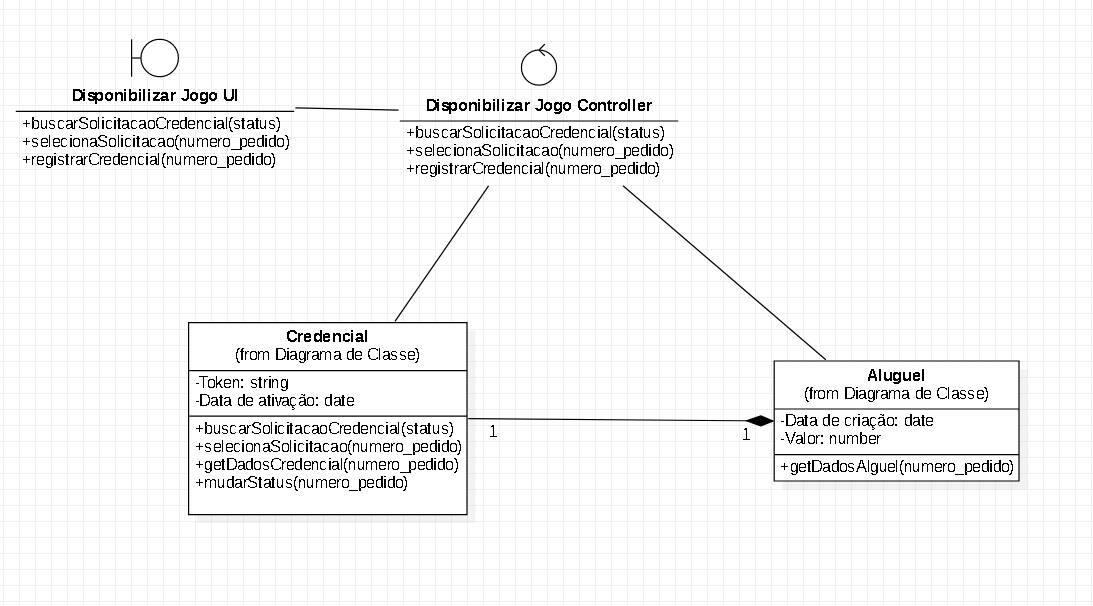 Disponibilizar Jogo UI
+buscarSolicitacaoCredencial(status)
+selecionaSolicitacao(numero_pedido)
+registrarCredencial(numero_pedido)
Disponibilizar Jogo Controller
+buscarSolicitacaoCredencial(status)
+selecionaSolicitacao(numero_pedido)
+registrarCredencial(numero_pedido)
Credencial
(from Diagrama de Classe)
-Token: string
-Data de ativação: date
+buscarSolicitacaoCredencial(status)
+selecionaSolicitacao(numero_pedido)
+getDadosCredencial(numero_pedido)
+mudarStatus(numero_pedido)
1
1
Aluguel
(from Diagrama de Classe)
-Data de criação: date
-Valor: number
+getDadosAlguel(numero_pedido)